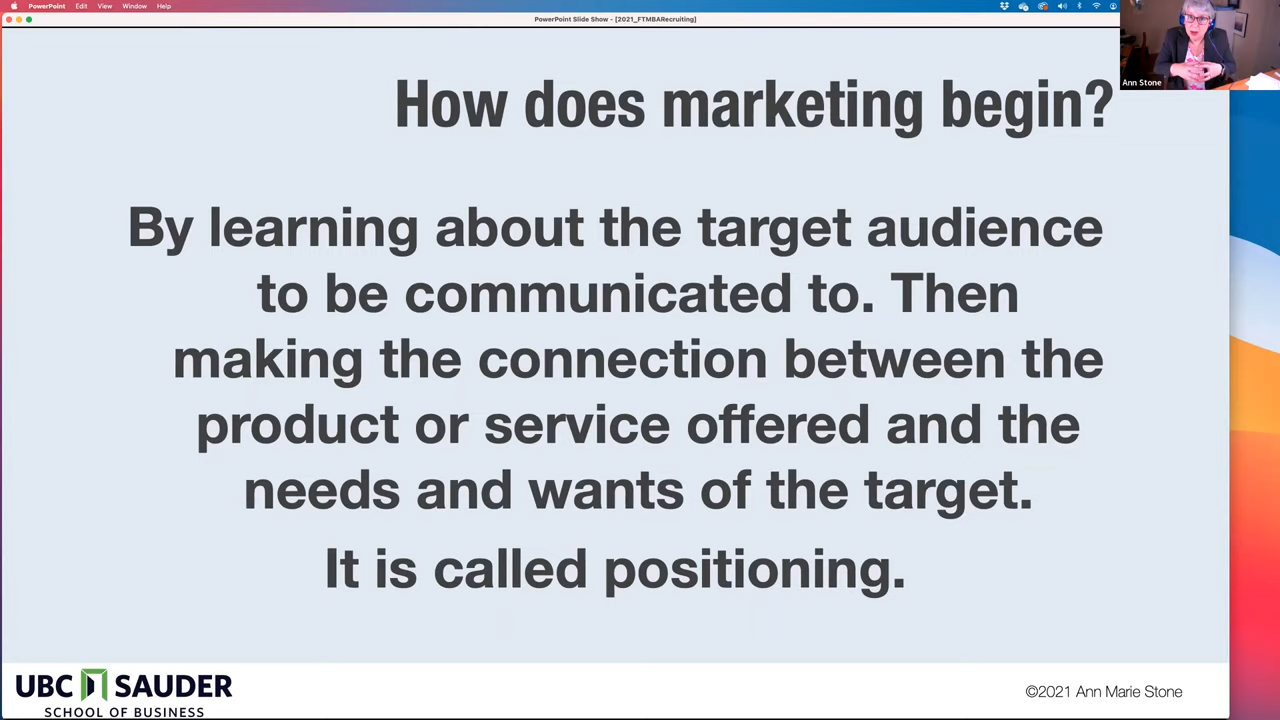 PowerPoint Edit View Window Help
PowerPoint Slide Show - [2021_FTMBARecruiting]
Ann Stone
How does marketing begin?
By learning about the target audience
to be communicated to. Then
making the connection between the
product or service offered and the
needs and wants of the target.
It is called positioning.
UBC SAUDER
SCHOOL OF BUSINESS
©2021 Ann Marie Stone